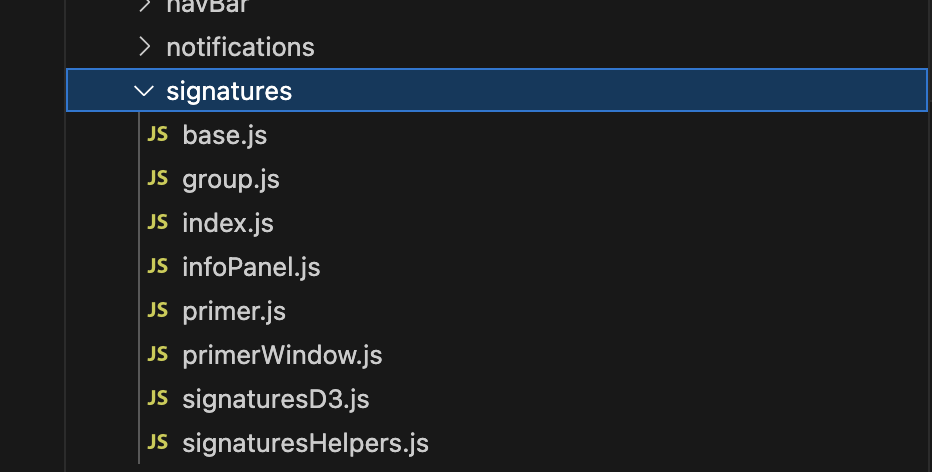 navBar
notifications
signatures
JS base.js
JS group.js
JS index.js
JS infoPanel.js
JS primer.js
JS primerWindow.js
JS signaturesD3.js
JS signaturesHelpers.js